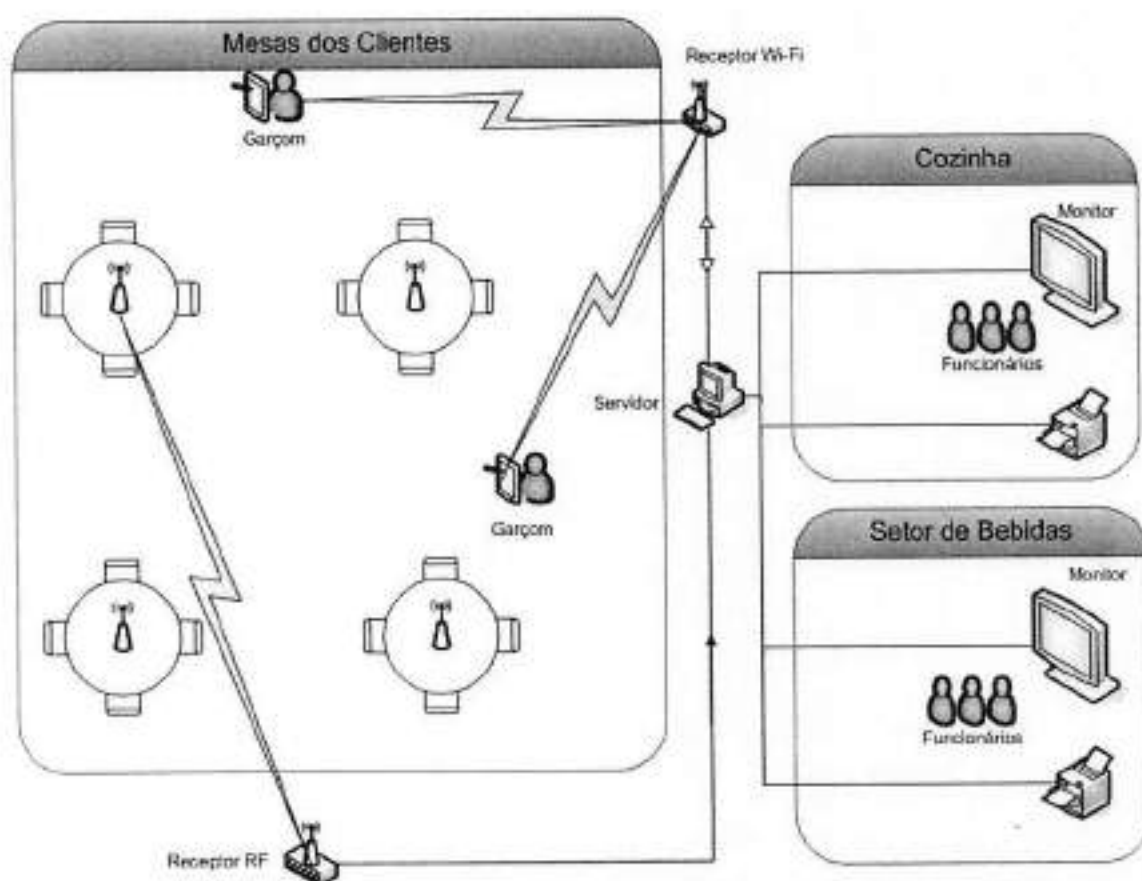 Mesas dos Clientes
Receptor Wi-Fi
Garçom
Cozinha
Monitor
Funcionários
Servidor
Garçom
Setor de Bebidas
Monitor
Funcionários
Receptor RF